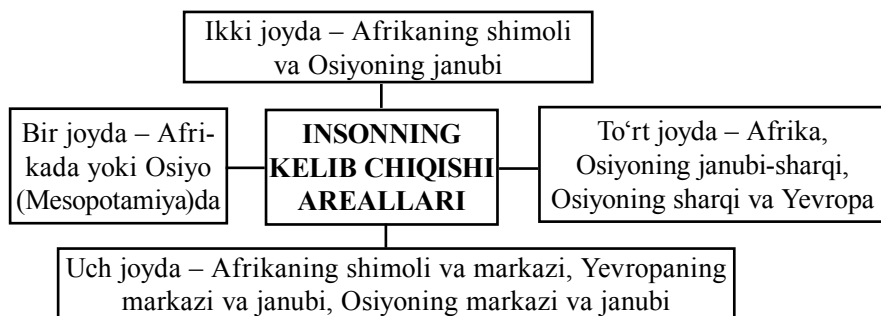 Ikki joyda – Afrikaning shimoli
va Osiyoning janubi
Bir joyda – Afri-
kada yoki Osiyo
(Mesopotamiya)da
INSONNING
KELIB CHIQISHI
AREALLARI
To‘rt joyda – Afrika,
Osiyoning janubi-sharqi,
Osiyoning sharqi va Yevropa
Uch joyda – Afrikaning shimoli va markazi, Yevropaning
markazi va janubi, Osiyoning markazi va janubi